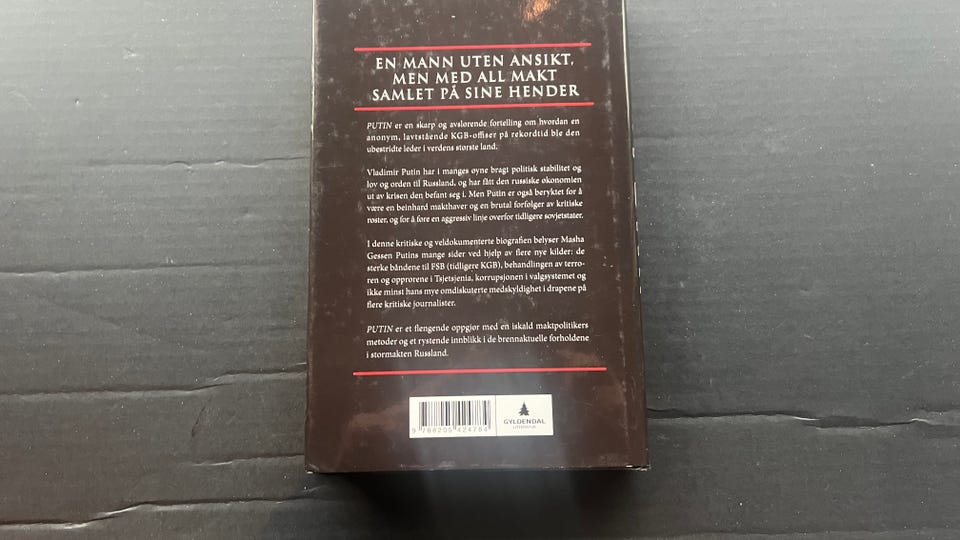 EN MANN UTEN ANSIKT,
MEN MED ALL MAKT
SAMLET PÅ SINE HENDER
PUTIN er en skarp og avslørende fortelling om hvordan en
anonym, lavtstående KGB-offiser på rekordtid ble den
ubestridte leder i verdens største land.
Vladimir Putin har i manges øyne bragt politisk stabilitet og
lov og orden til Russland, og har fått den russiske økonomien
ut av krisen den befant seg i. Men Putin er også beryktet for å
være en beinhard makthaver og en brutal forfølger av kritiske
røster, og for å føre en aggressiv linje overfor tidligere sovjetstater.
I denne kritiske og veldokumenterte biografien belyser Masha
Gessen Putins mange sider ved hjelp av flere nye kilder: de
sterke båndene til FSB (tidligere KGB), behandlingen av terro-
ren og opprørene i Tsjetsjenia, korrupsjonen i valgsystemet og
ikke minst hans mye omdiskuterte medskyldighet i drapene på
flere kritiske journalister.
PUTIN er et flengende oppgjør med en iskald maktpolitikers
metoder og et rystende innblikk i de brennaktuelle forholdene
i stormakten Russland.
9 788205 424784
GYLDENDAL
LITTERATUR